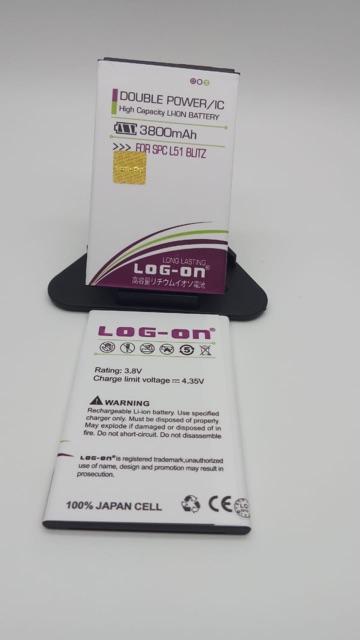 DOUBLE POWER/IC
High Capacity LI-ION BATTERY
3800mAh
>>> FOR SPC L51 BLITZ
LOG-ON
LONG LASTING
LOG-ON®
高容量リチウムイオン電池
LOG-ON®
5
Rating: 3.8V
Charge limit voltage ⎓ 4.35V
WARNING
Rechargeable Li-ion battery. Use specified
charger only. Must be disposed of properly.
May explode if damaged or disposed of in
fire. Do not short-circuit. Do not disassemble
LOG-ON® is registered trademark,unauthorized
use of name, design and promotion may result in
prosecution.
100% JAPAN CELL
CE